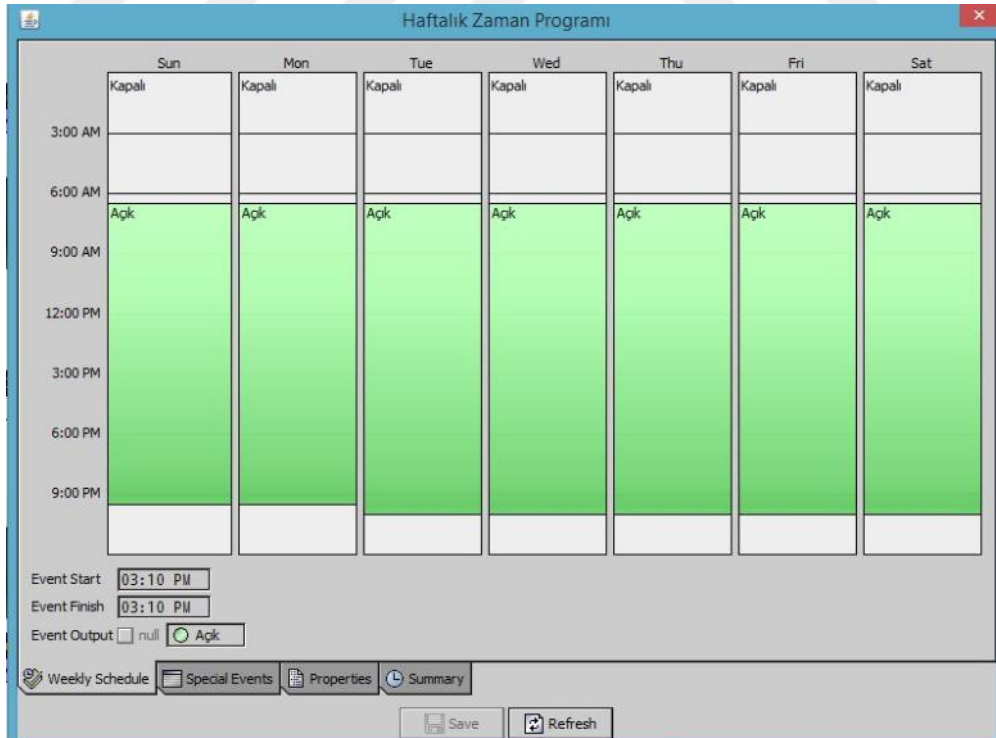 Haftalık Zaman Programı
Sun Mon Tue Wed Thu Fri Sat
Kapalı Kapalı Kapalı Kapalı Kapalı Kapalı Kapalı
3:00 AM
6:00 AM
Açık Açık Açık Açık Açık Açık Açık
9:00 AM
12:00 PM
3:00 PM
6:00 PM
9:00 PM
Event Start 03:10 PM
Event Finish 03:10 PM
Event Output null Açık
Weekly Schedule Special Events Properties Summary
Save Refresh